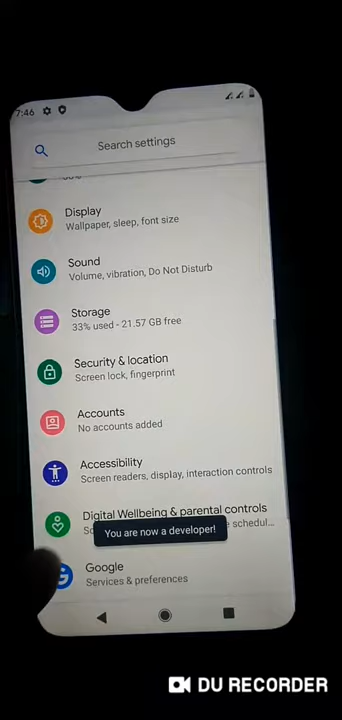 7:46
Search settings
Display
Wallpaper, sleep, font size
Sound
Volume, vibration, Do Not Disturb
Storage
33% used - 21.57 GB free
Security & location
Screen lock, fingerprint
Accounts
No accounts added
Accessibility
Screen readers, display, interaction controls
Digital Wellbeing & parental controls
schedul...
You are now a developer!
Google
Services & preferences
DU RECORDER